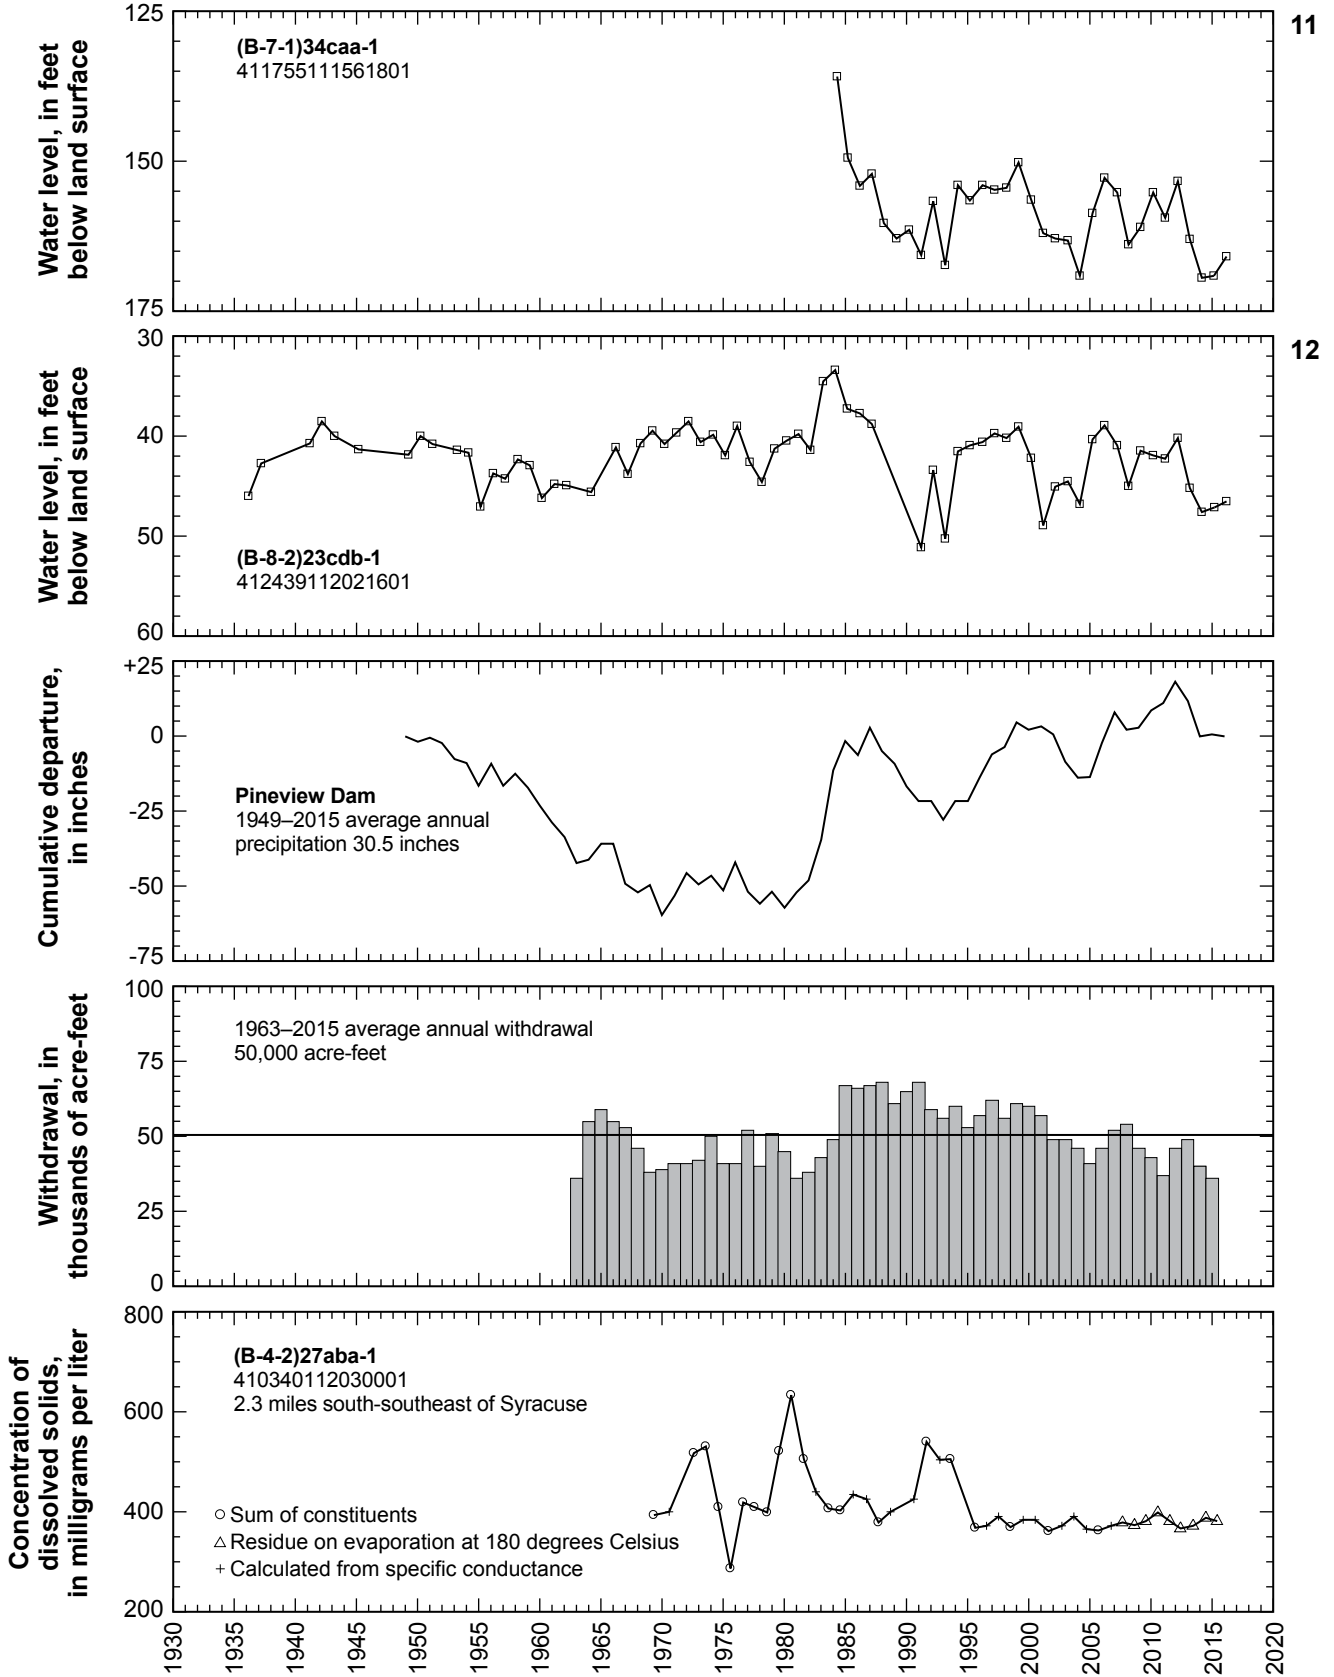 11
Water level, in feet
below land surface
125
150
175
(B-7-1)34caa-1
411755111561801
12
Water level, in feet
below land surface
30
40
50
60
(B-8-2)23cdb-1
412439112021601
Cumulative departure,
in inches
+25
0
-25
-50
-75
Pineview Dam
1949–2015 average annual
precipitation 30.5 inches
Withdrawal, in
thousands of acre-feet
100
75
50
25
0
1963–2015 average annual withdrawal
50,000 acre-feet
Concentration of
dissolved solids,
in milligrams per liter
800
600
400
200
(B-4-2)27aba-1
410340112030001
2.3 miles south-southeast of Syracuse
Sum of constituents
Residue on evaporation at 180 degrees Celsius
Calculated from specific conductance
1930
1935
1940
1945
1950
1955
1960
1965
1970
1975
1980
1985
1990
1995
2000
2005
2010
2015
2020